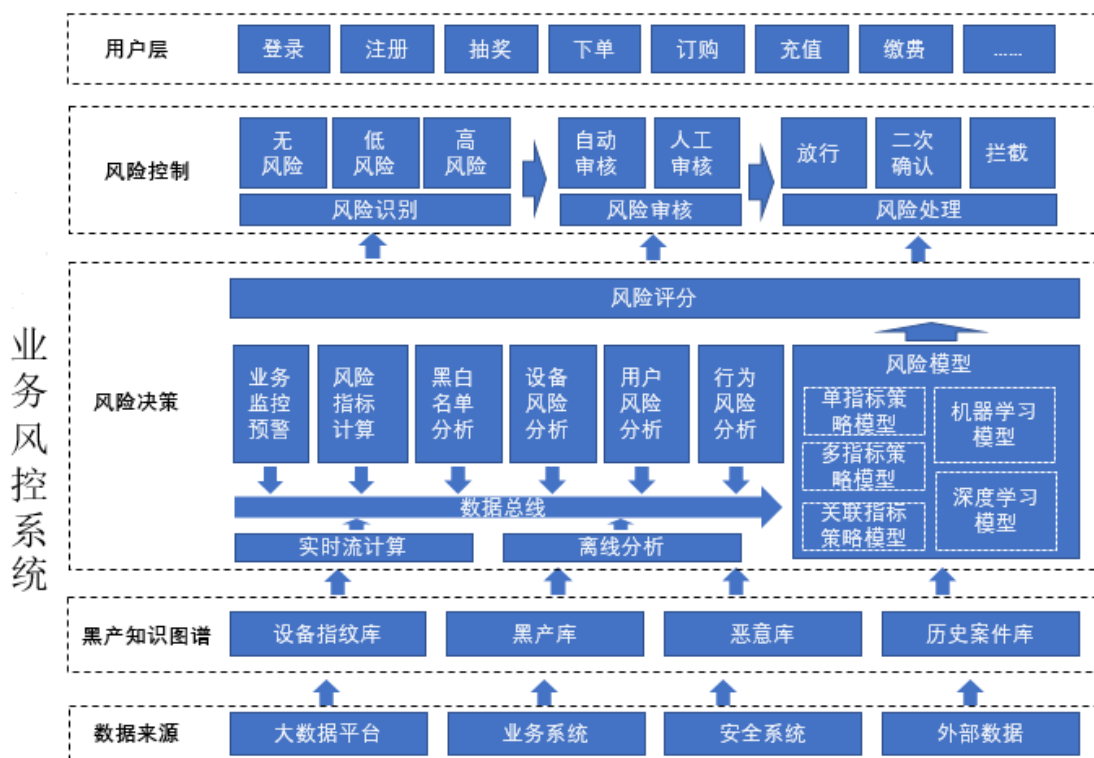 业务风控系统
用户层
登录
注册
抽奖
下单
订购
充值
缴费
......
风险控制
无
风险
低
风险
高
风险
风险识别
自动
审核
人工
审核
风险审核
放行
二次
确认
拦截
风险处理
风险决策
风险评分
业务
监控
预警
风险
指标
计算
黑白
名单
分析
设备
风险
分析
用户
风险
分析
行为
风险
分析
数据总线
实时流计算
离线分析
风险模型
单指标策
略模型
多指标策
略模型
关联指标
策略模型
机器学习
模型
深度学习
模型
黑产知识图谱
设备指纹库
黑产库
恶意库
历史案件库
数据来源
大数据平台
业务系统
安全系统
外部数据